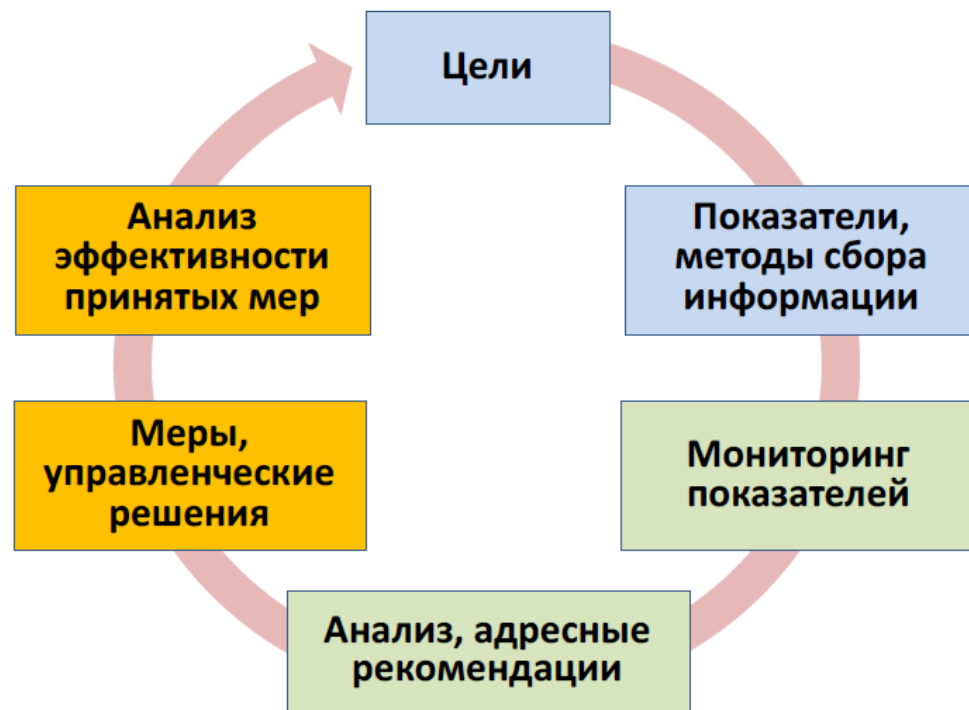 Цели
Показатели,
методы сбора
информации
Мониторинг
показателей
Анализ, адресные
рекомендации
Меры,
управленческие
решения
Анализ
эффективности
принятых мер